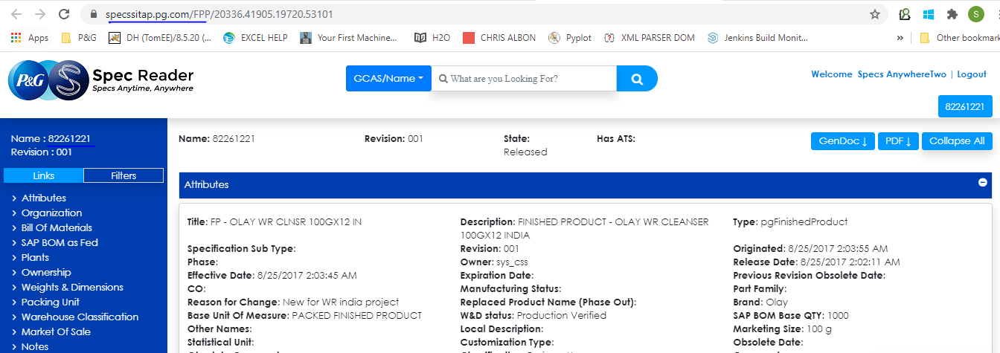 specssitap.pg.com/FPP/20336.41905.19720.53101
S
Apps P&G DH (TomEE)/8.5.20 (... EXCEL HELP Your First Machine... H2O CHRIS ALBON Pyplot XML PARSER DOM Jenkins Build Monit... » Other bookmark
P&G S Spec Reader
Specs Anytime, Anywhere
GCAS/Name What are you Looking For?
Welcome Specs AnywhereTwo | Logout
82261221
Name : 82261221
Revision : 001
Links Filters
> Attributes
> Organization
> Bill Of Materials
> SAP BOM as Fed
> Plants
> Ownership
> Weights & Dimensions
> Packing Unit
> Warehouse Classification
> Market Of Sale
> Notes
Name: 82261221 Revision: 001 State: Has ATS:
Released
GenDoc ↓ PDF ↓ Collapse All
Attributes
Title: FP - OLAY WR CLNSR 100GX12 IN Description: FINISHED PRODUCT - OLAY WR CLEANSER Type: pgFinishedProduct
100GX12 INDIA
Specification Sub Type: Revision: 001 Originated: 8/25/2017 2:03:55 AM
Phase: Owner: sys_css Release Date: 8/25/2017 2:02:11 AM
Effective Date: 8/25/2017 2:03:45 AM Expiration Date: Previous Revision Obsolete Date:
CO: Manufacturing Status: Part Family:
Reason for Change: New for WR india project Replaced Product Name (Phase Out): Brand: Olay
Base Unit Of Measure: PACKED FINISHED PRODUCT W&D status: Production Verified SAP BOM Base QTY: 1000
Other Names: Local Description: Marketing Size: 100 g
Statistical Unit: Customization Type: Obsolete Date: